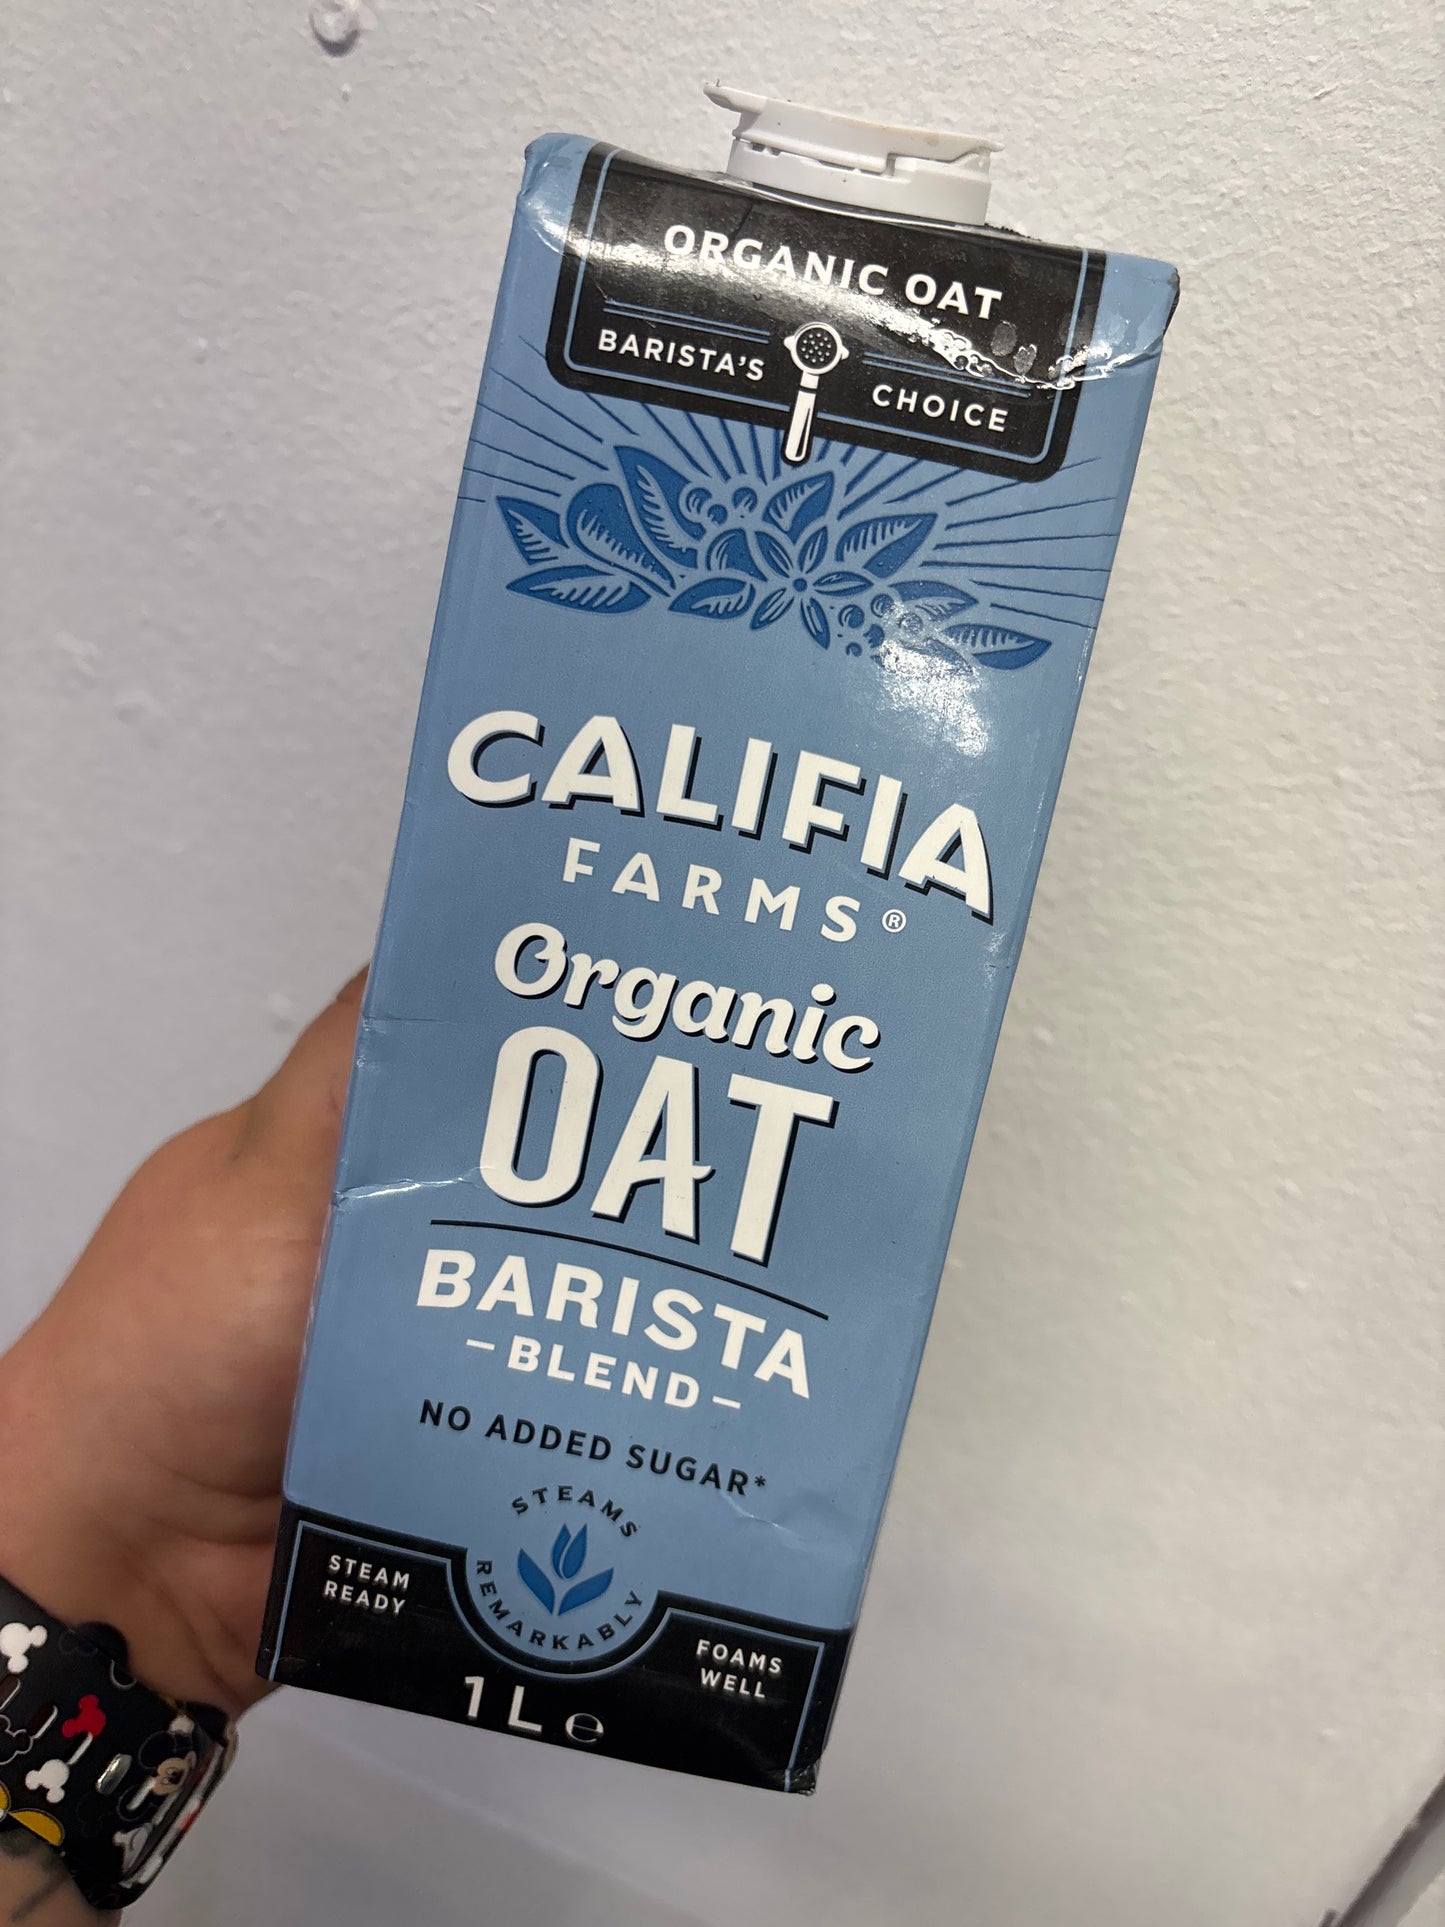 ORGANIC OAT
BARISTA'S CHOICE
CALIFIA
FARMS®
Organic
OAT
BARISTA
–BLEND–
NO ADDED SUGAR*
STEAMS
REMARKABLY
STEAM
READY
FOAMS
WELL
1 L ℮